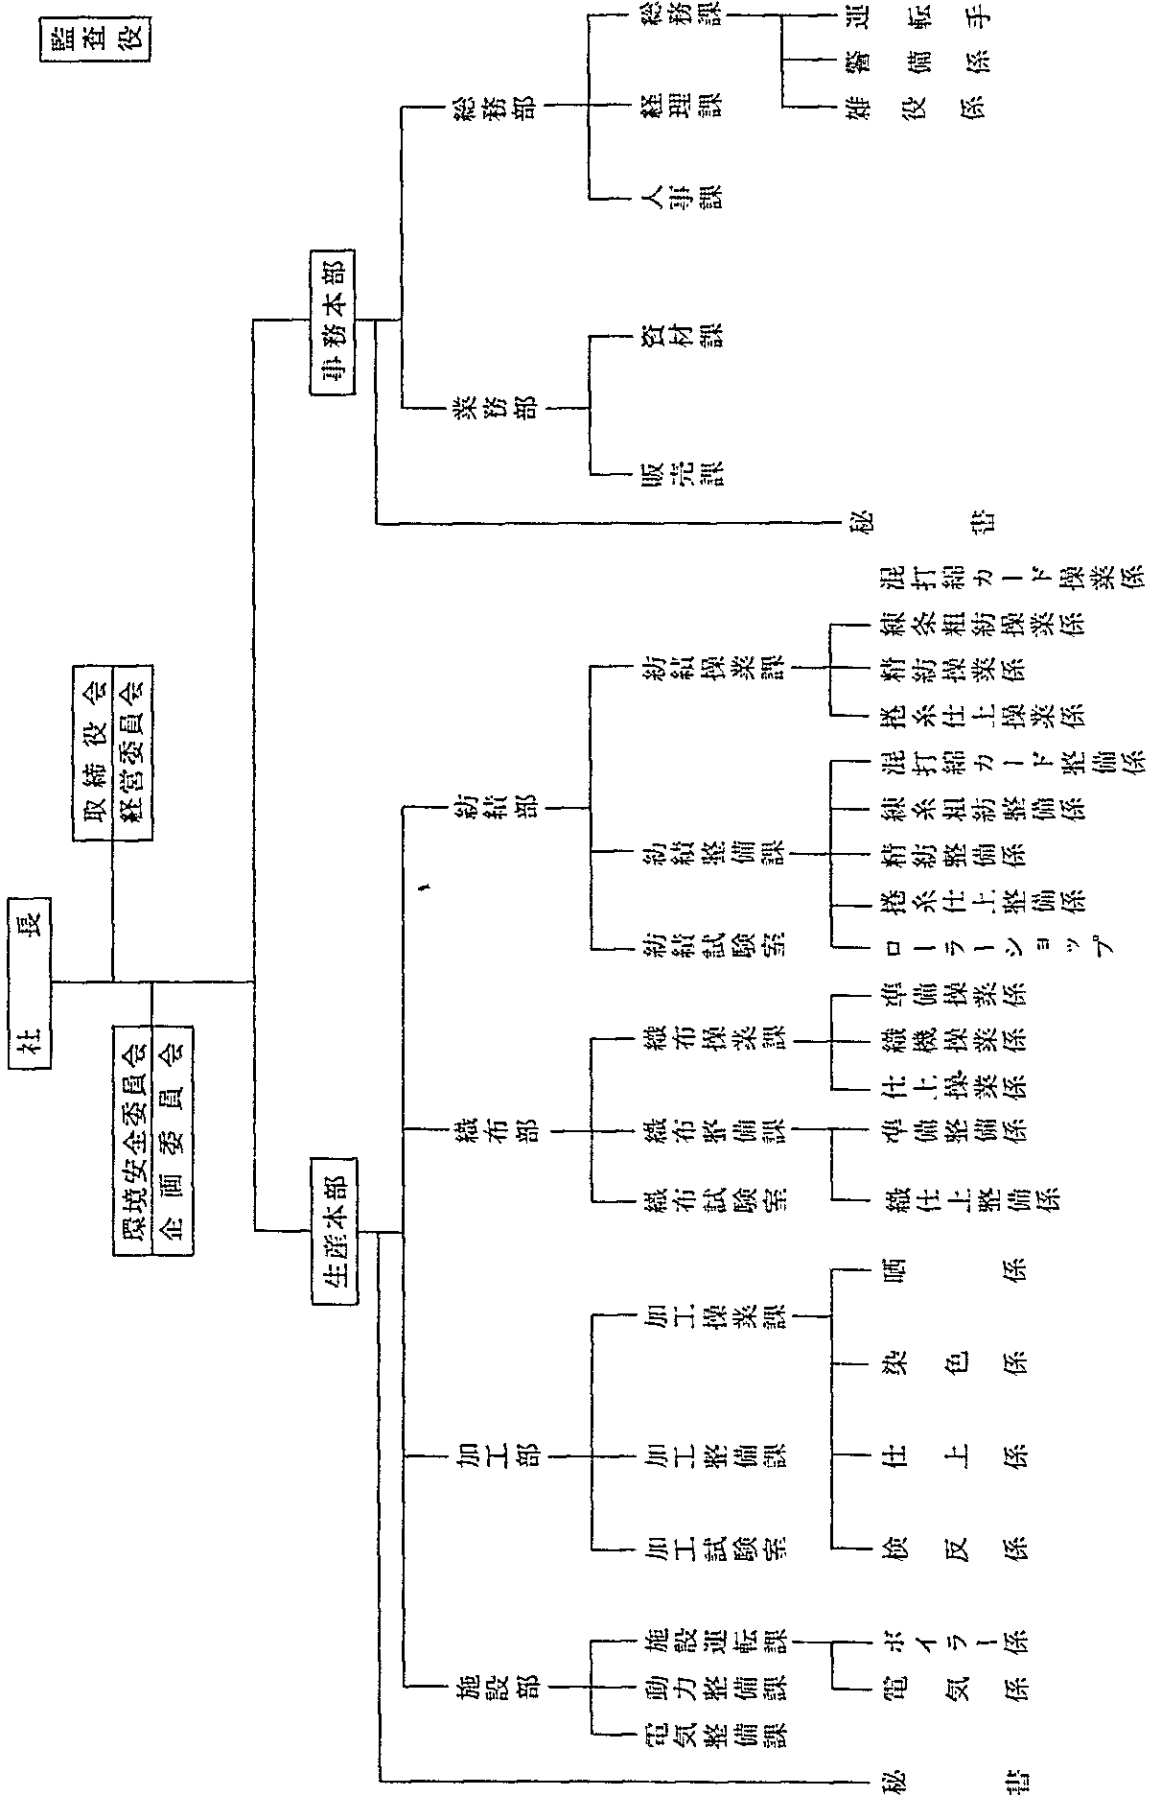 監査役
社長
取締役会
経営委員会
環境安全委員会
企画委員会
事務本部
総務部
総務課
運転手
警備係
雑役係
経理課
人事課
業務部
資材課
販売課
秘書
生産本部
紡績部
紡績操業課
混打綿カード操業係
練条粗紡操業係
精紡操業係
捲糸仕上操業係
紡績整備課
混打綿カード整備係
練糸粗紡整備係
精紡整備係
捲糸仕上整備係
ローラーショップ
紡績試験室
織布部
織布操業課
準備操業係
織機操業係
仕上操業係
織布整備課
準備整備係
織仕上整備係
織布試験室
加工部
加工操業課
晒係
染色係
仕上係
検反係
加工整備課
加工試験室
施設部
施設運転課
ボイラー係
電気係
動力整備課
電気整備課
秘書